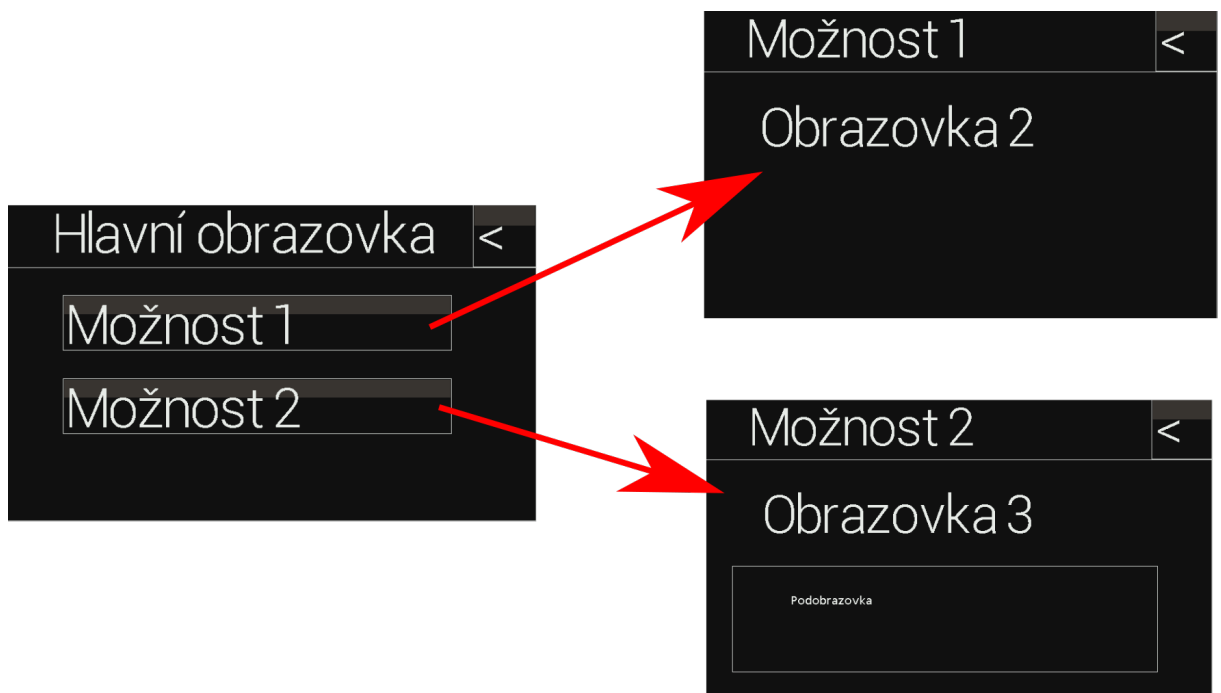 Hlavní obrazovka <
Možnost 1
Možnost 2
Možnost 1 <
Obrazovka 2
Možnost 2 <
Obrazovka 3
Podobrazovka